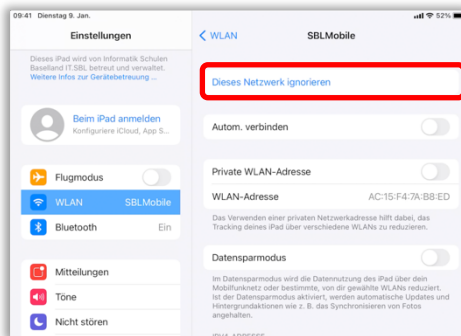 09:41 Dienstag 9. Jan.
52%
Einstellungen
Dieses iPad wird von Informatik Schulen
Baselland IT.SBL betreut und verwaltet.
Weitere Infos zur Gerätebetreuung ...
Beim iPad anmelden
Konfiguriere iCloud, App S...
Flugmodus
WLAN SBLMobile
Bluetooth Ein
Mitteilungen
Töne
Nicht stören
WLAN
SBLMobile
Dieses Netzwerk ignorieren
Autom. verbinden
Private WLAN-Adresse
WLAN-Adresse AC:15:F4:7A:B8:ED
Das Verwenden einer privaten Netzwerkadresse hilft dabei, das
Tracking deines iPad über verschiedene WLANs zu reduzieren.
Datensparmodus
Im Datensparmodus wird die Datennutzung des iPad über dein
Mobilfunknetz oder bestimmte, von dir gewählte WLANs reduziert.
Ist der Datensparmodus aktiviert, werden automatische Updates und
Hintergrundaktionen wie z. B. das Synchronisieren von Fotos
angehalten.